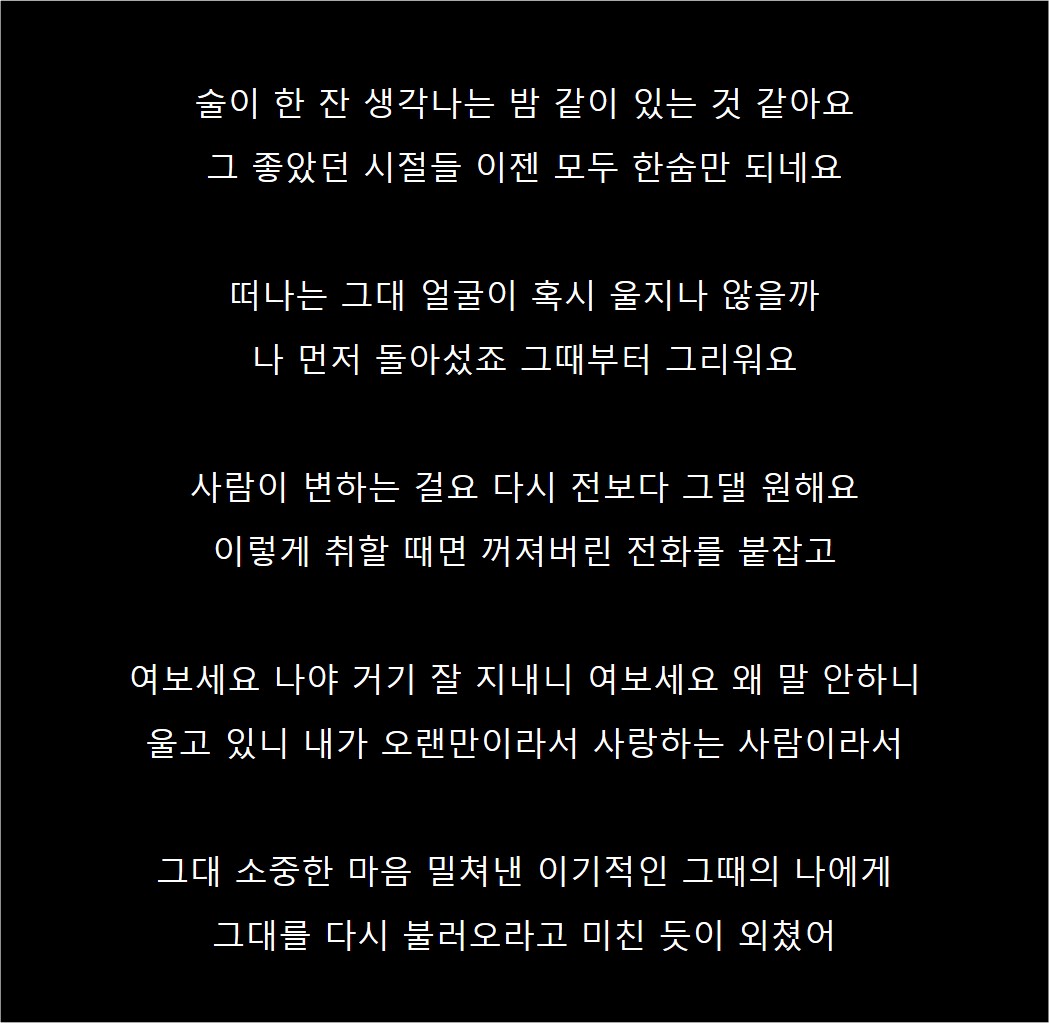 술이 한 잔 생각나는 밤 같이 있는 것 같아요
그 좋았던 시절들 이젠 모두 한숨만 되네요
떠나는 그대 얼굴이 혹시 울지나 않을까
나 먼저 돌아섰죠 그때부터 그리워요
사람이 변하는 걸요 다시 전보다 그댈 원해요
이렇게 취할 때면 꺼져버린 전화를 붙잡고
여보세요 나야 거기 잘 지내니 여보세요 왜 말 안하니
울고 있니 내가 오랜만이라서 사랑하는 사람이라서
그대 소중한 마음 밀쳐낸 이기적인 그때의 나에게
그대를 다시 불러오라고 미친 듯이 외쳤어